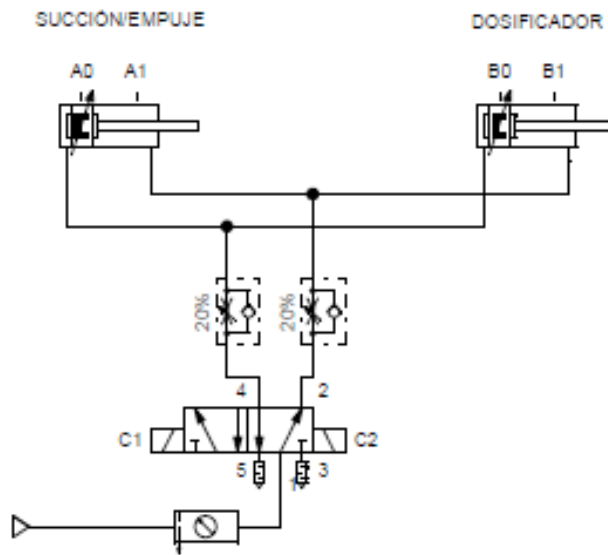 SUCCIÓN/EMPUJE
DOSIFICADOR
A0 A1
B0 B1
20%
20%
4 2
C1 C2
5 1 3